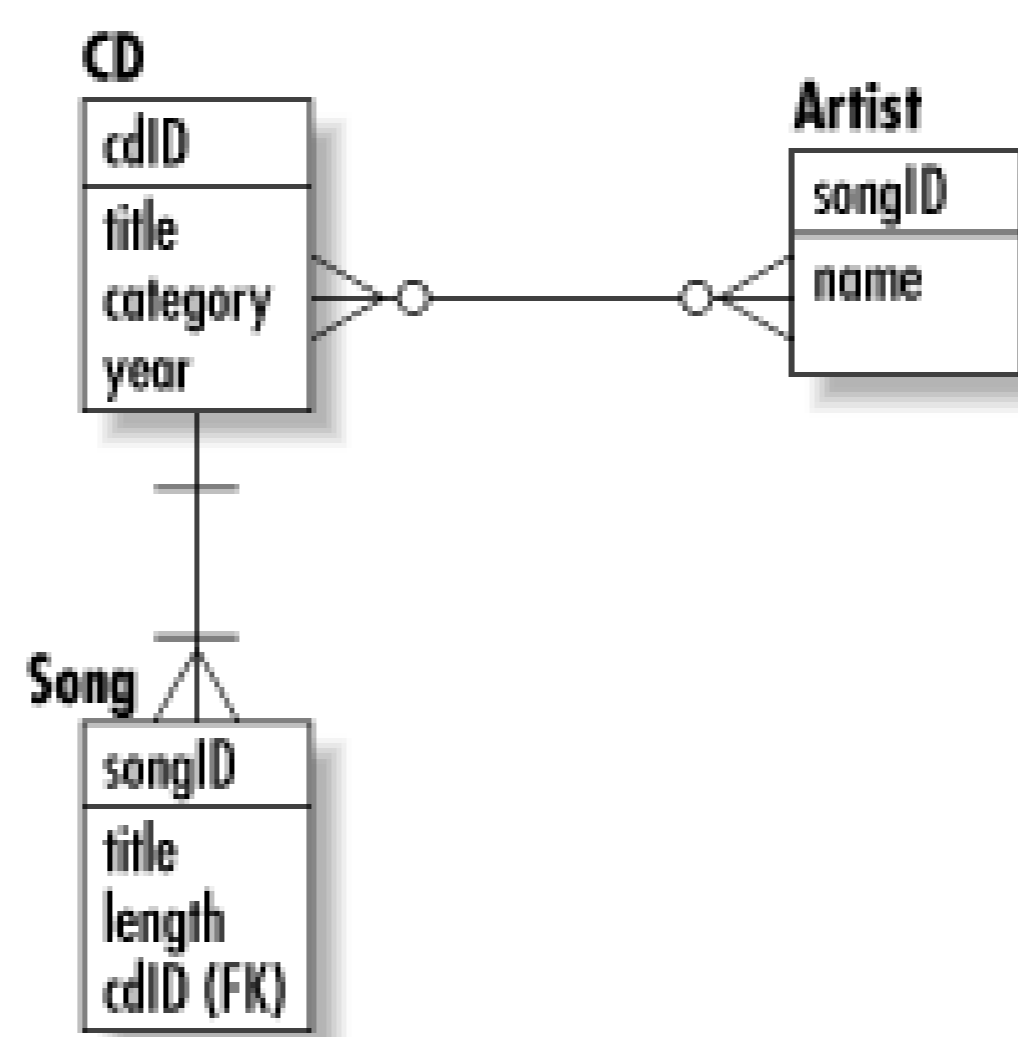 CD
cdID
title
category
year
Artist
songID
name
Song
songID
title
length
cdID (FK)